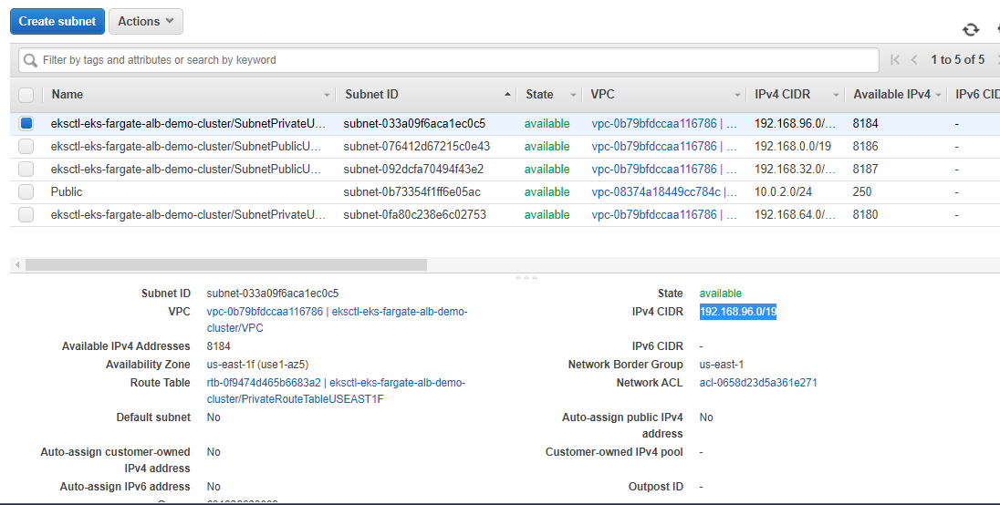 Create subnet Actions
Filter by tags and attributes or search by keyword 1 to 5 of 5
Name Subnet ID State VPC IPv4 CIDR Available IPv4 IPv6 CID
eksctl-eks-fargate-alb-demo-cluster/SubnetPrivateU... subnet-033a09f6aca1ec0c5 available vpc-0b79bfdccaa116786 | ... 192.168.96.0/... 8184 -
eksctl-eks-fargate-alb-demo-cluster/SubnetPublicU... subnet-076412d67215c0e43 available vpc-0b79bfdccaa116786 | ... 192.168.0.0/19 8186 -
eksctl-eks-fargate-alb-demo-cluster/SubnetPublicU... subnet-092dcfa70494f43e2 available vpc-0b79bfdccaa116786 | ... 192.168.32.0/... 8187 -
Public subnet-0b73354f1ff6e05ac available vpc-08374a18449cc784c |... 10.0.2.0/24 250 -
eksctl-eks-fargate-alb-demo-cluster/SubnetPrivateU... subnet-0fa80c238e6c02753 available vpc-0b79bfdccaa116786 | ... 192.168.64.0/... 8180 -
Subnet ID subnet-033a09f6aca1ec0c5 State available
VPC vpc-0b79bfdccaa116786 | eksctl-eks-fargate-alb-demo- IPv4 CIDR 192.168.96.0/19
cluster/VPC
Available IPv4 Addresses 8184 IPv6 CIDR -
Availability Zone us-east-1f (use1-az5) Network Border Group us-east-1
Route Table rtb-0f9474d465b6683a2 | eksctl-eks-fargate-alb-demo- Network ACL acl-0658d23d5a361e271
cluster/PrivateRouteTableUSEAST1F
Default subnet No Auto-assign public IPv4 No
address
Auto-assign customer-owned No Customer-owned IPv4 pool -
IPv4 address
Auto-assign IPv6 address No Outpost ID -